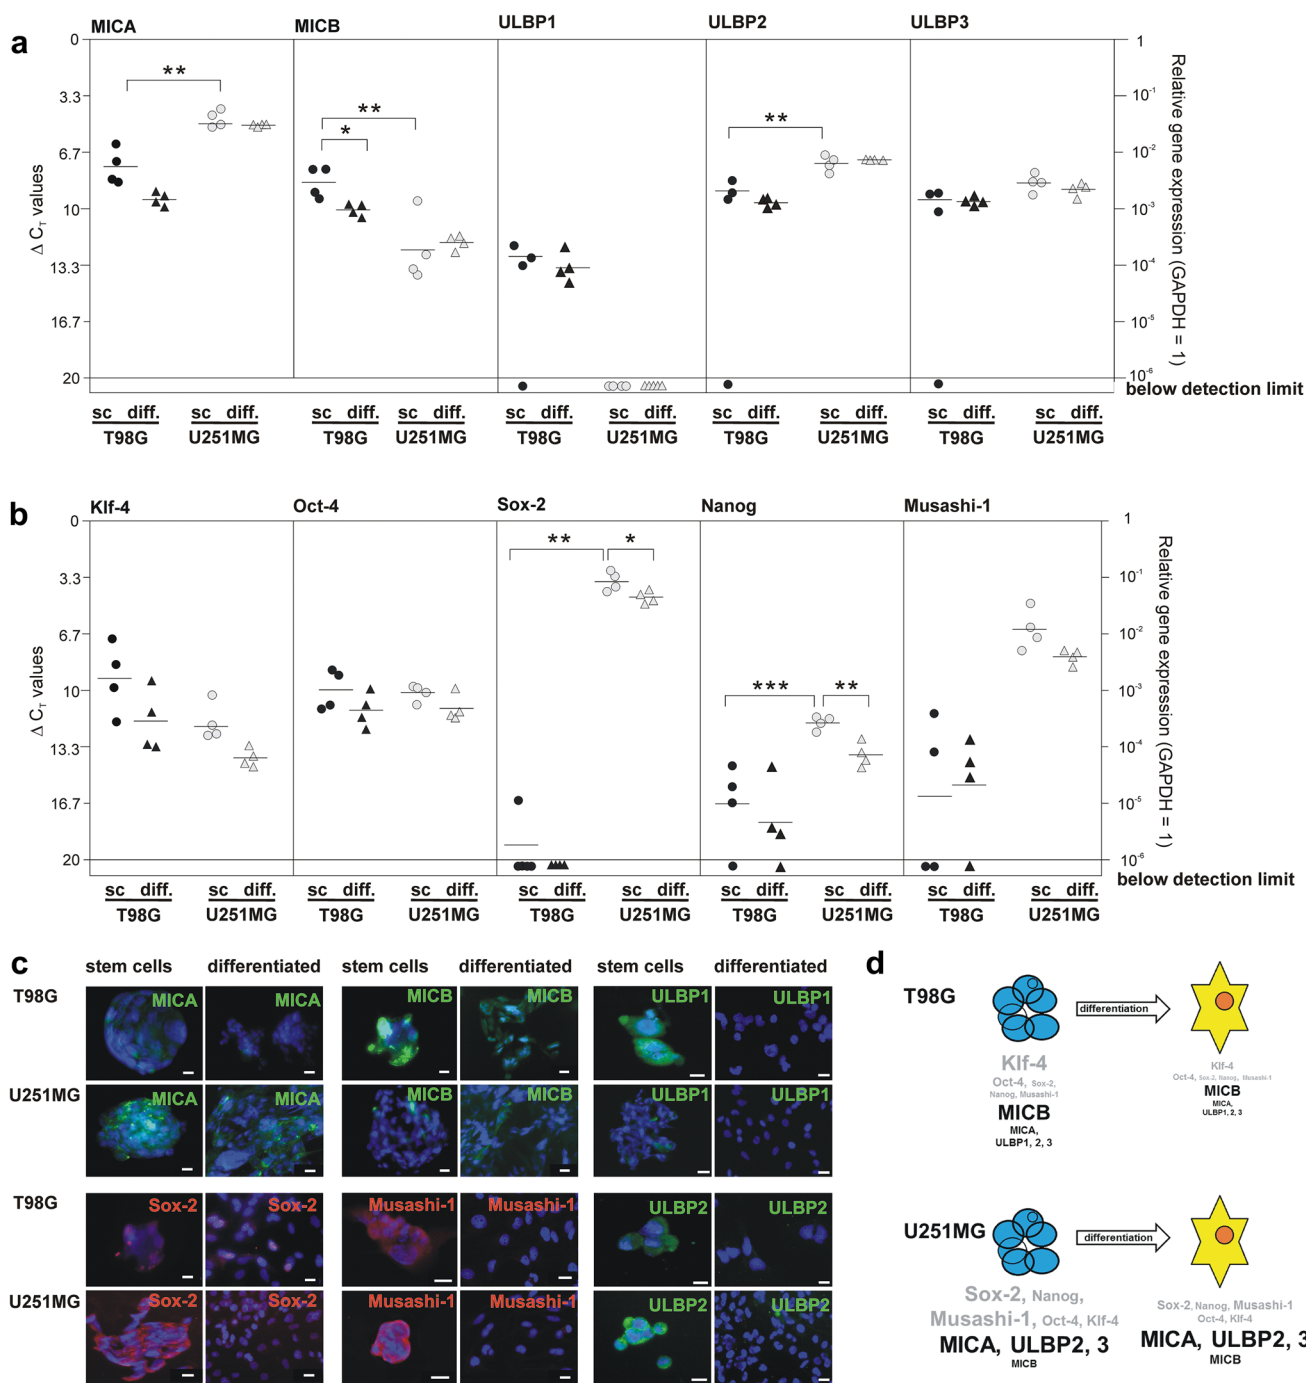 a
MICA
MICB
ULBP1
ULBP2
ULBP3
0
3.3
6.7
10
13.3
16.7
20
Δ CT values
**
**
*
**
1
10-1
10-2
10-3
10-4
10-5
10-6
Relative gene expression (GAPDH = 1)
below detection limit
sc diff. sc diff. sc diff. sc diff. sc diff. sc diff. sc diff. sc diff. sc diff. sc diff.
T98G U251MG T98G U251MG T98G U251MG T98G U251MG T98G U251MG
b
Klf-4
Oct-4
Sox-2
Nanog
Musashi-1
0
3.3
6.7
10
13.3
16.7
20
Δ CT values
**
*
***
**
1
10-1
10-2
10-3
10-4
10-5
10-6
Relative gene expression (GAPDH = 1)
below detection limit
sc diff. sc diff. sc diff. sc diff. sc diff. sc diff. sc diff. sc diff. sc diff. sc diff.
T98G U251MG T98G U251MG T98G U251MG T98G U251MG T98G U251MG
c
stem cells differentiated stem cells differentiated stem cells differentiated
T98G
MICA MICA MICB MICB ULBP1 ULBP1
U251MG
MICA MICA MICB MICB ULBP1 ULBP1
T98G
Sox-2 Sox-2 Musashi-1 Musashi-1 ULBP2 ULBP2
U251MG
Sox-2 Sox-2 Musashi-1 Musashi-1 ULBP2 ULBP2
d
T98G
differentiation
Klf-4
Oct-4, Sox-2,
Nanog, Musashi-1
MICB
MICA,
ULBP1, 2, 3
Klf-4
Oct-4, Sox-2, Nanog, Musashi-1
MICB
MICA,
ULBP1, 2, 3
U251MG
differentiation
Sox-2, Nanog,
Musashi-1, Oct-4, Klf-4
MICA, ULBP2, 3
MICB
Sox-2, Nanog, Musashi-1
Oct-4, Klf-4
MICA, ULBP2, 3
MICB